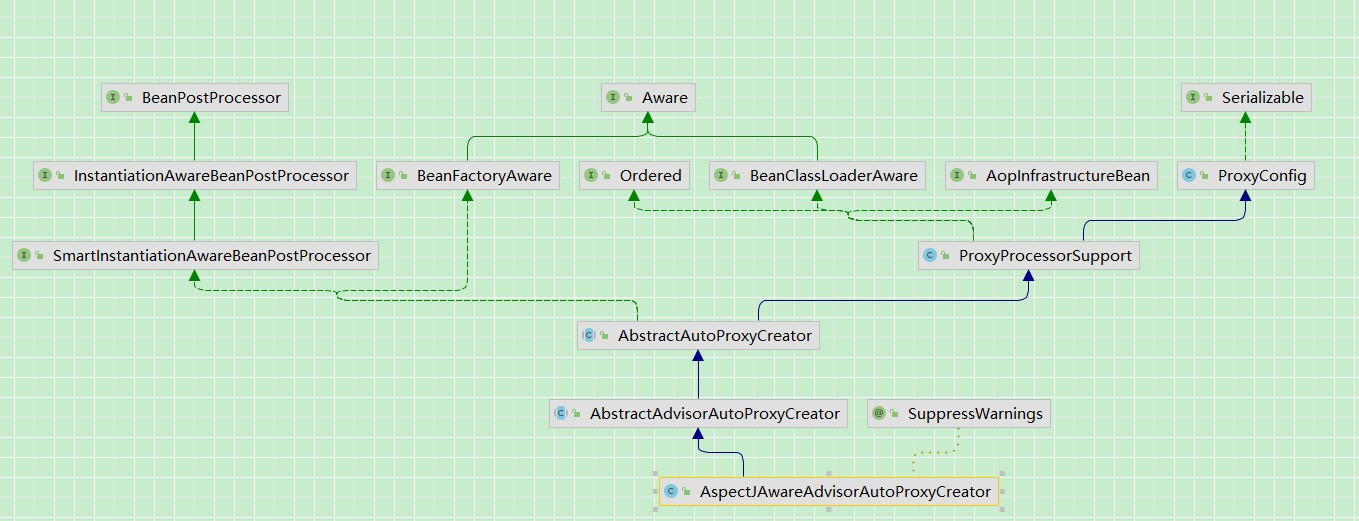 BeanPostProcessor
Aware
Serializable
InstantiationAwareBeanPostProcessor
BeanFactoryAware
Ordered
BeanClassLoaderAware
AopInfrastructureBean
ProxyConfig
SmartInstantiationAwareBeanPostProcessor
ProxyProcessorSupport
AbstractAutoProxyCreator
AbstractAdvisorAutoProxyCreator
SuppressWarnings
AspectJAwareAdvisorAutoProxyCreator